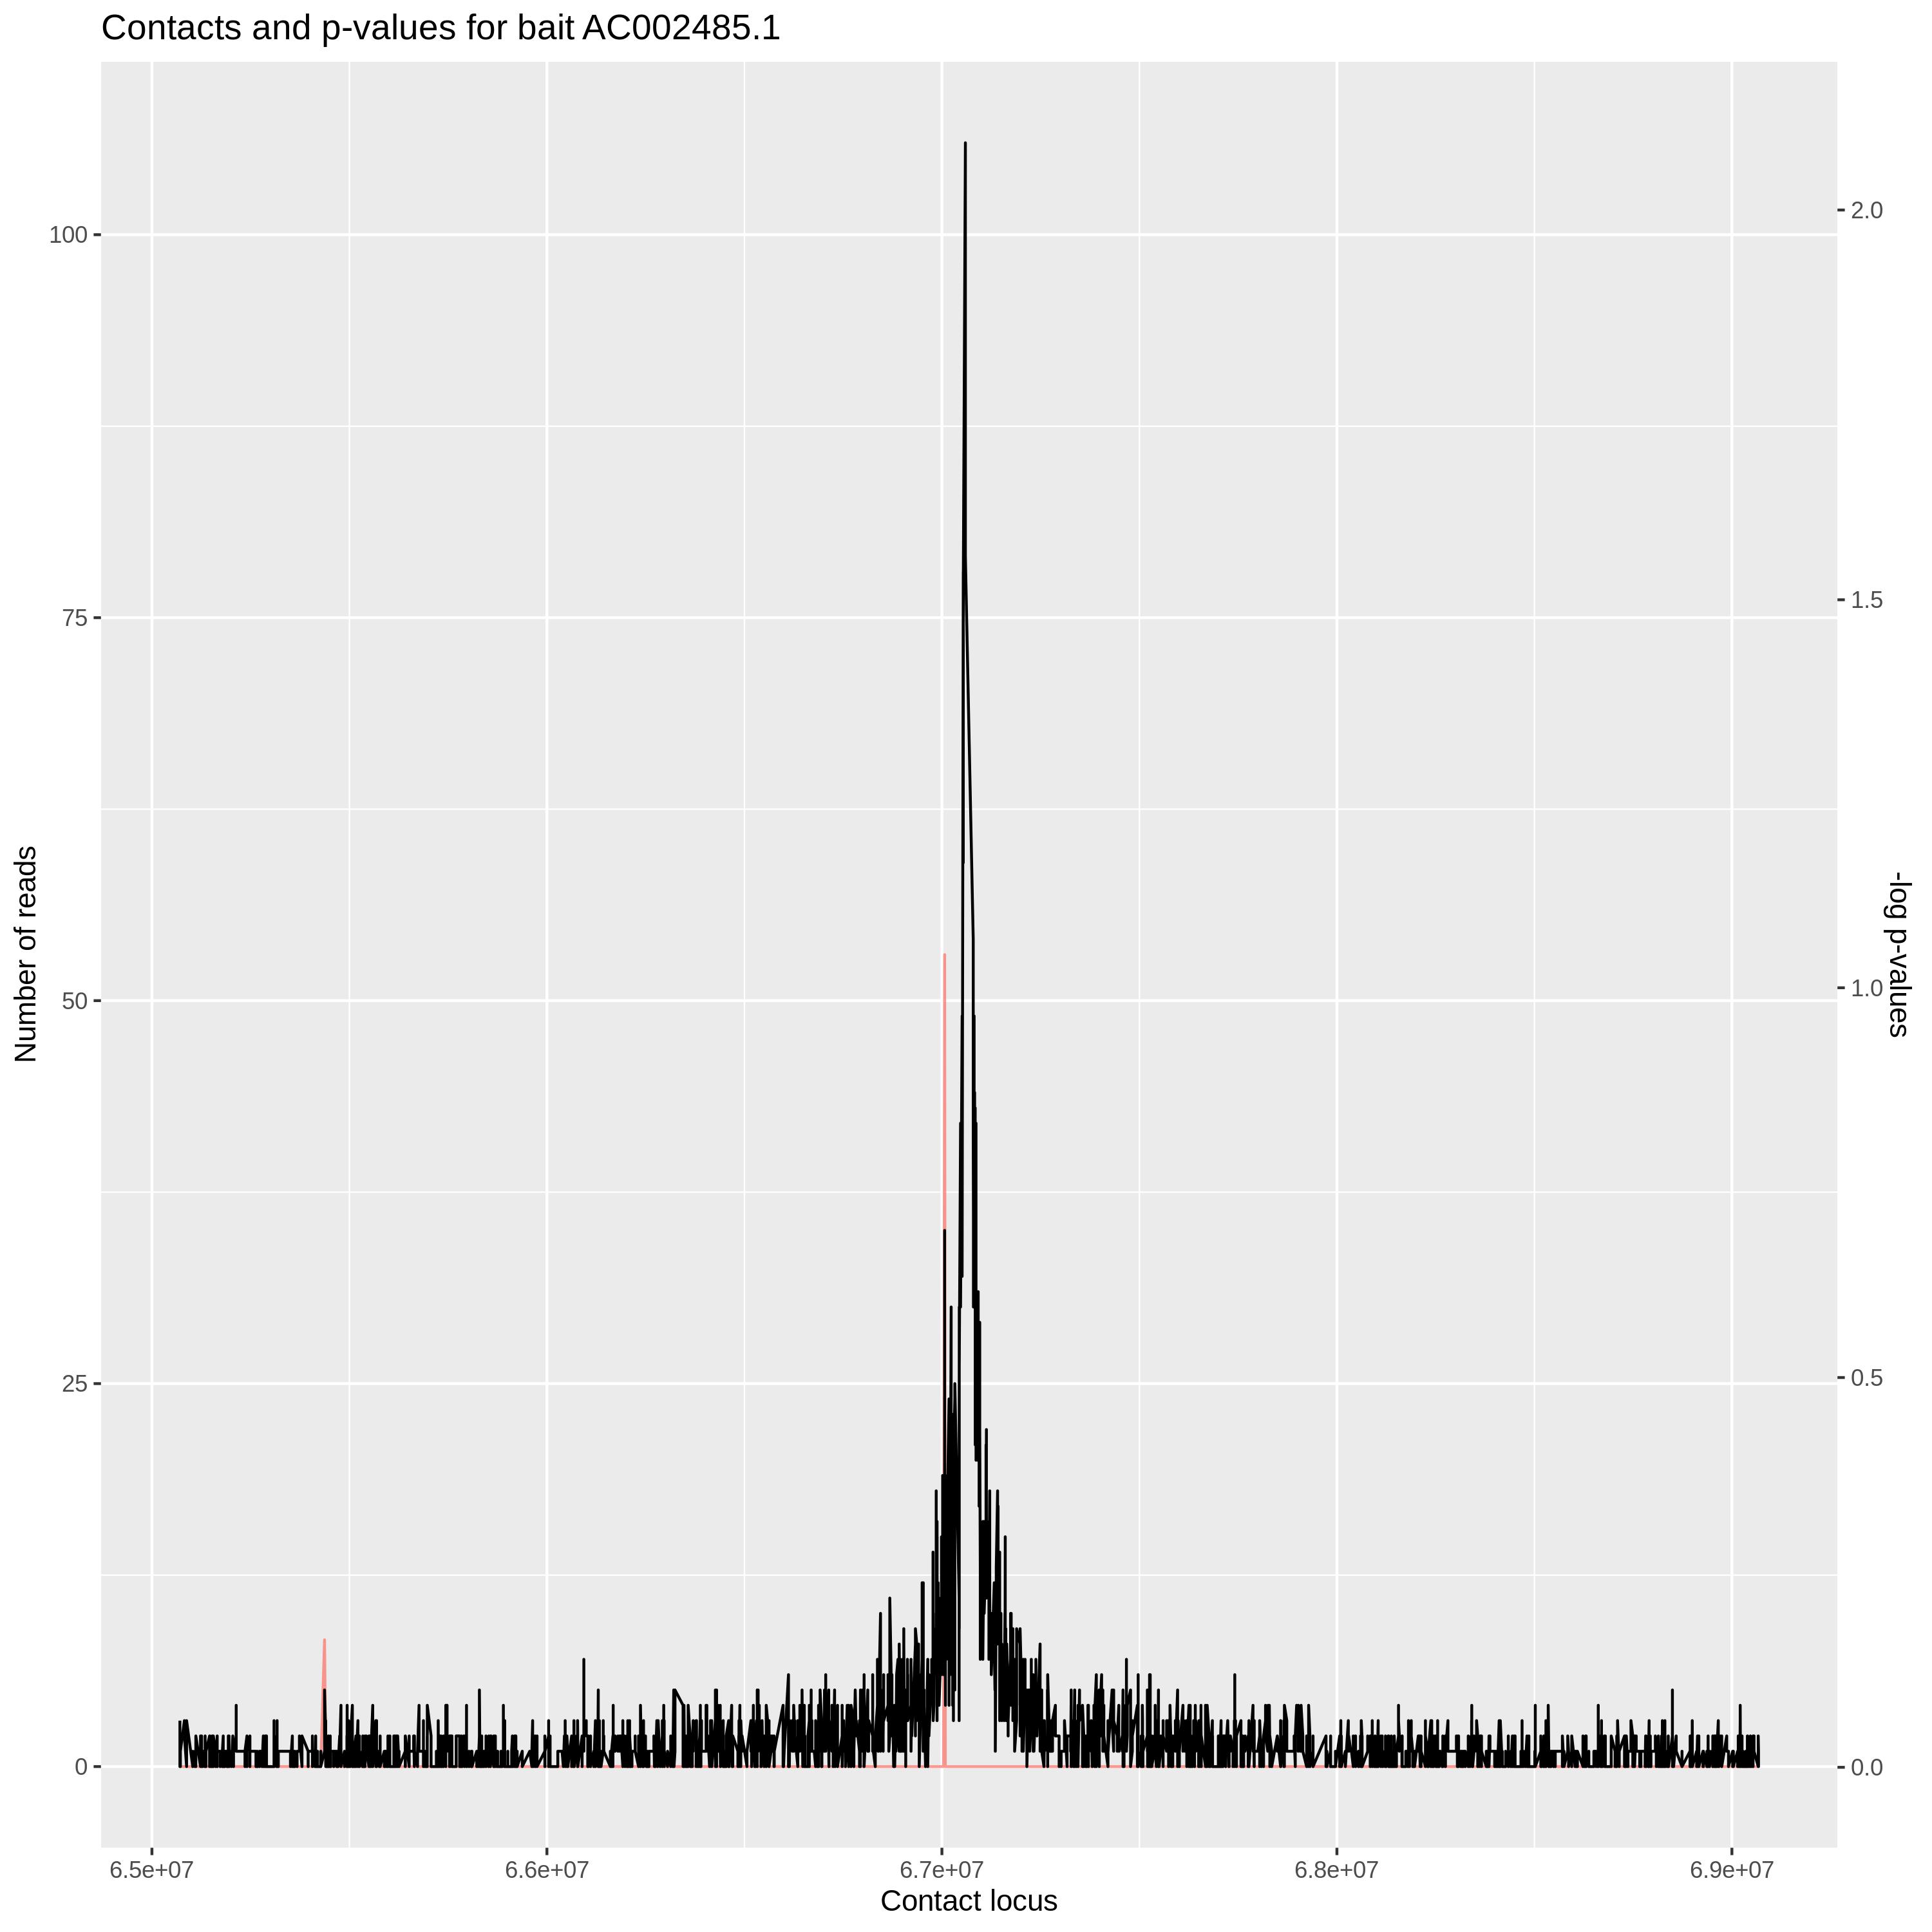 Contacts and p-values for bait AC002485.1
Number of reads
100
75
50
25
0
2.0
1.5
1.0
0.5
0.0
-log p-values
6.5e+07 6.6e+07 6.7e+07 6.8e+07 6.9e+07
Contact locus